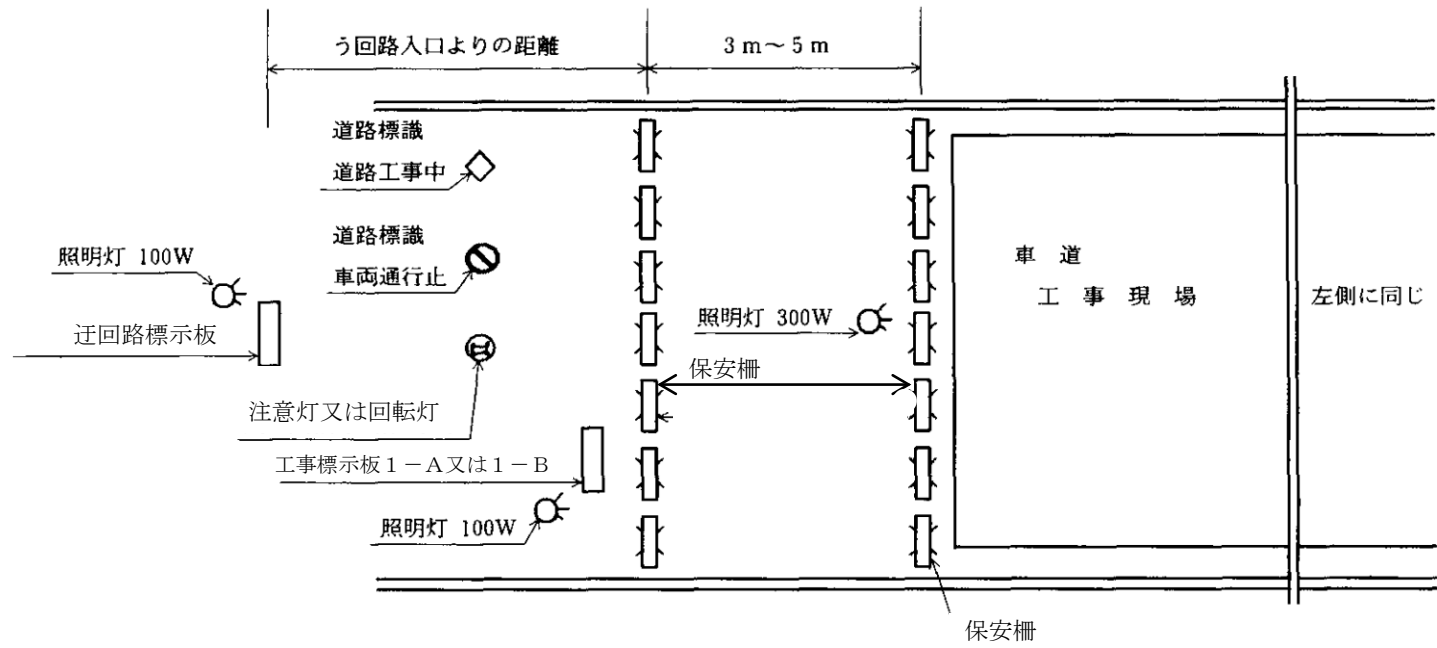 う回路入口よりの距離
3m～5m
道路標識
道路工事中
道路標識
車両通行止
照明灯 100W
迂回路標示板
注意灯又は回転灯
工事標示板１－Ａ又は１－Ｂ
照明灯 100W
照明灯 300W
保安柵
車道
工事現場
左側に同じ
保安柵